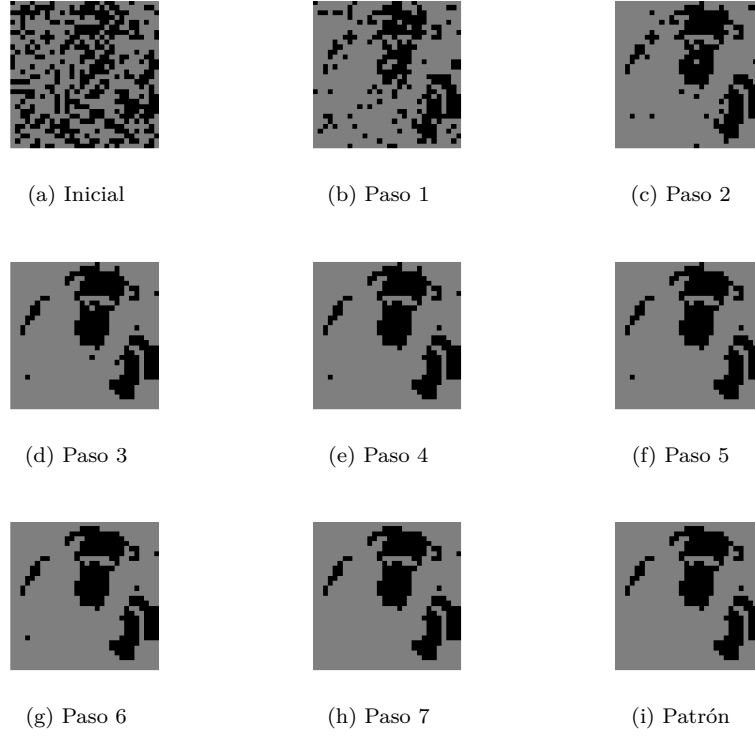 (a) Inicial
(b) Paso 1
(c) Paso 2
(d) Paso 3
(e) Paso 4
(f) Paso 5
(g) Paso 6
(h) Paso 7
(i) Patrón